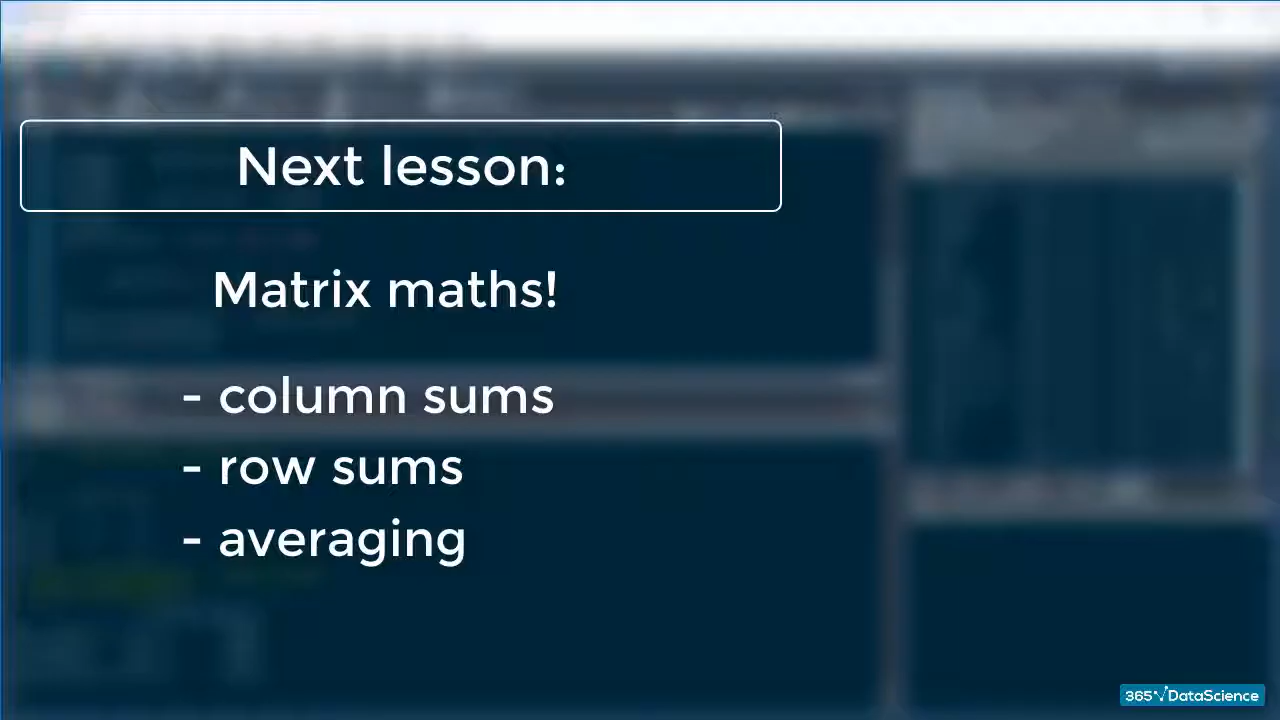 Next lesson:
Matrix maths!
- column sums
- row sums
- averaging
365 DataScience